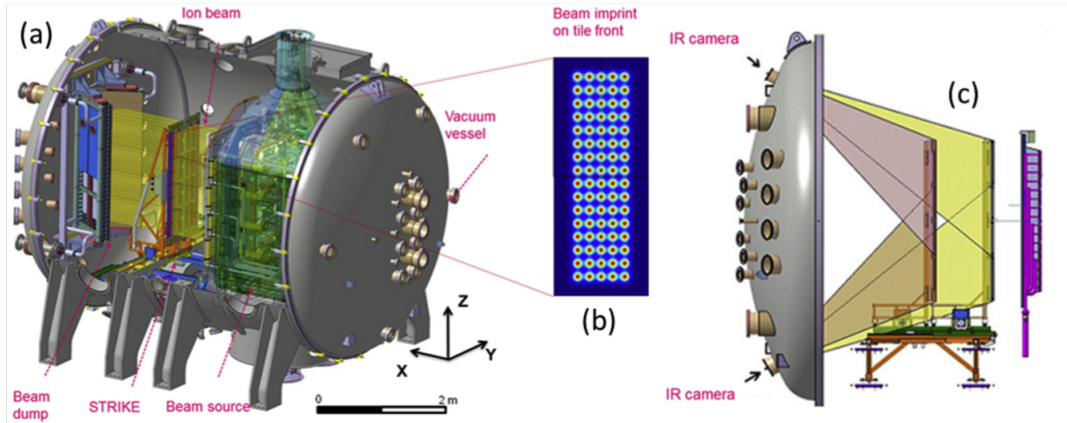 (a)
Ion beam
Beam imprint
on tile front
Vacuum
vessel
Z
Y
X
Beam
dump
STRIKE
Beam source
0
2 m
(b)
IR camera
(c)
IR camera